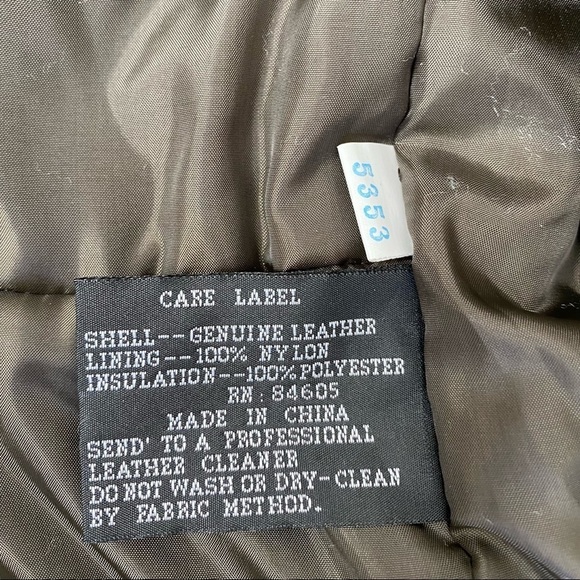 5353
CARE LABEL
SHELL--GENUINE LEATHER
LINING--100% NYLON
INSULATION--100% POLYESTER
RN: 84605
MADE IN CHINA
SEND' TO A PROFESSIONAL
LEATHER CLEANER
DO NOT WASH OR DRY-CLEAN
BY FABRIC METHOD.